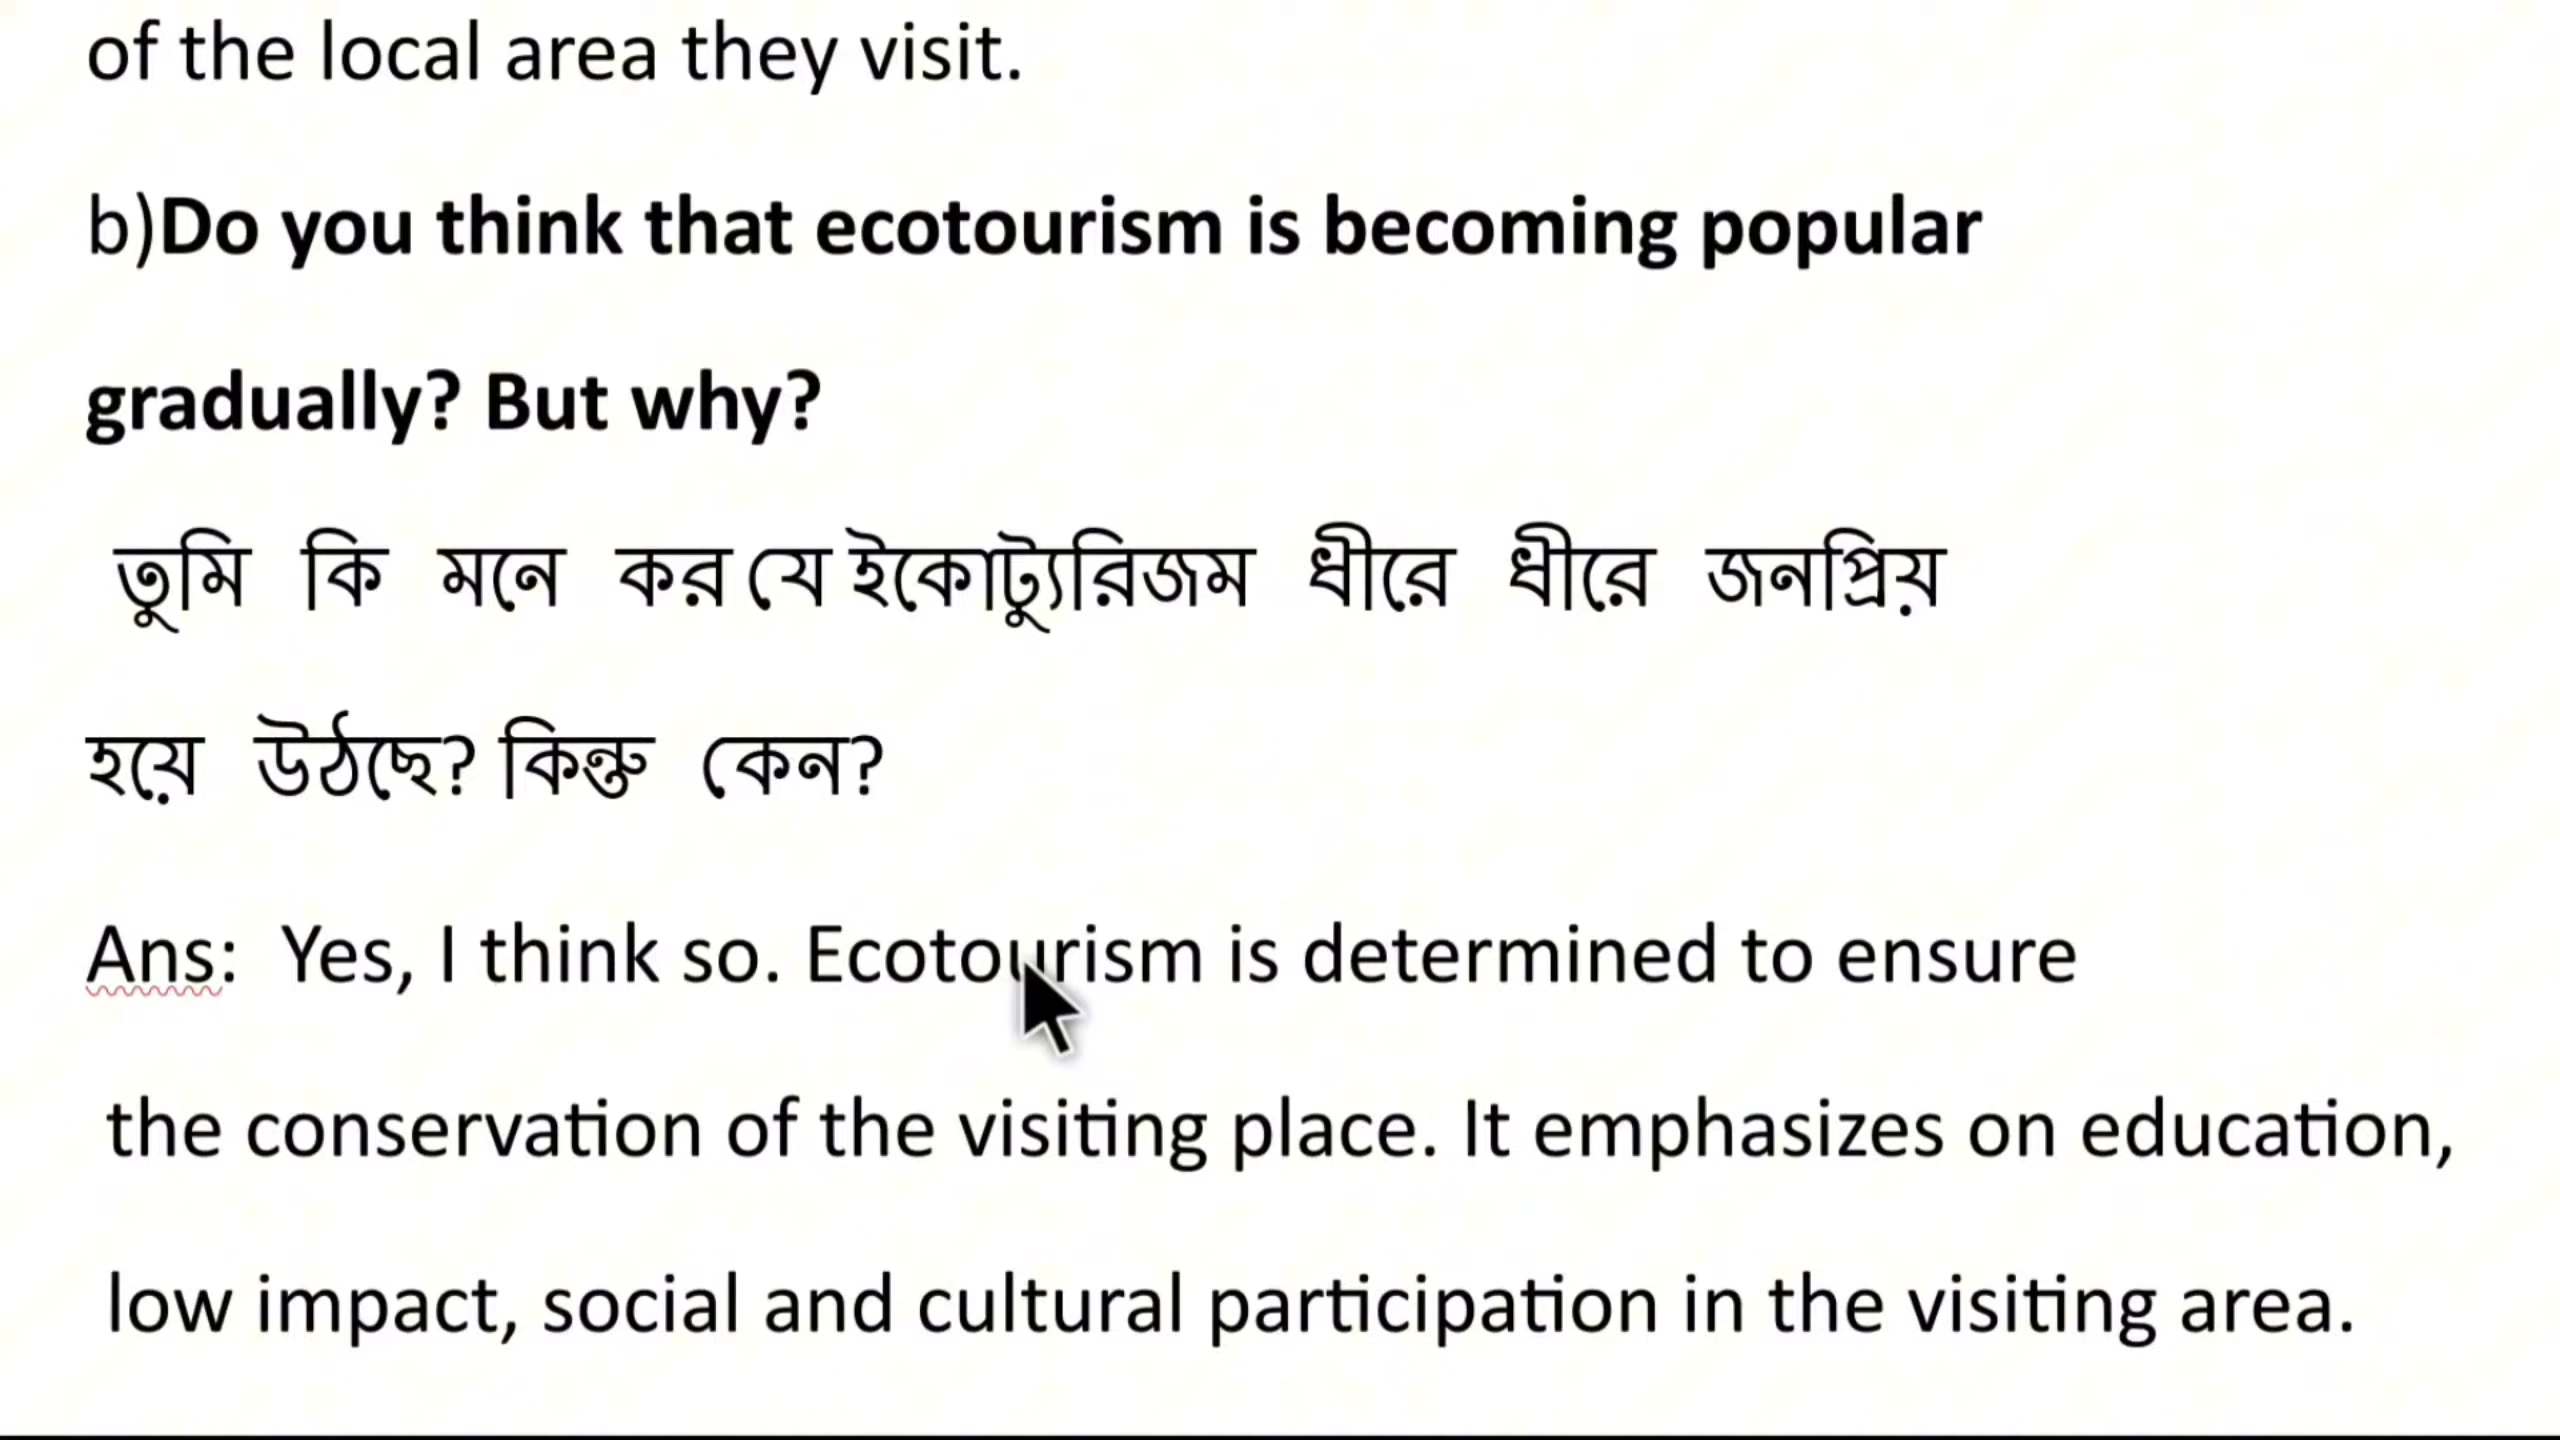 of the local area they visit.
b)Do you think that ecotourism is becoming popular
gradually? But why?
তুমি কি মনে কর যে ইকোট্যুরিজম ধীরে ধীরে জনপ্রিয়
হয়ে উঠছে? কিন্তু কেন?
Ans: Yes, I think so. Ecotourism is determined to ensure
the conservation of the visiting place. It emphasizes on education,
low impact, social and cultural participation in the visiting area.